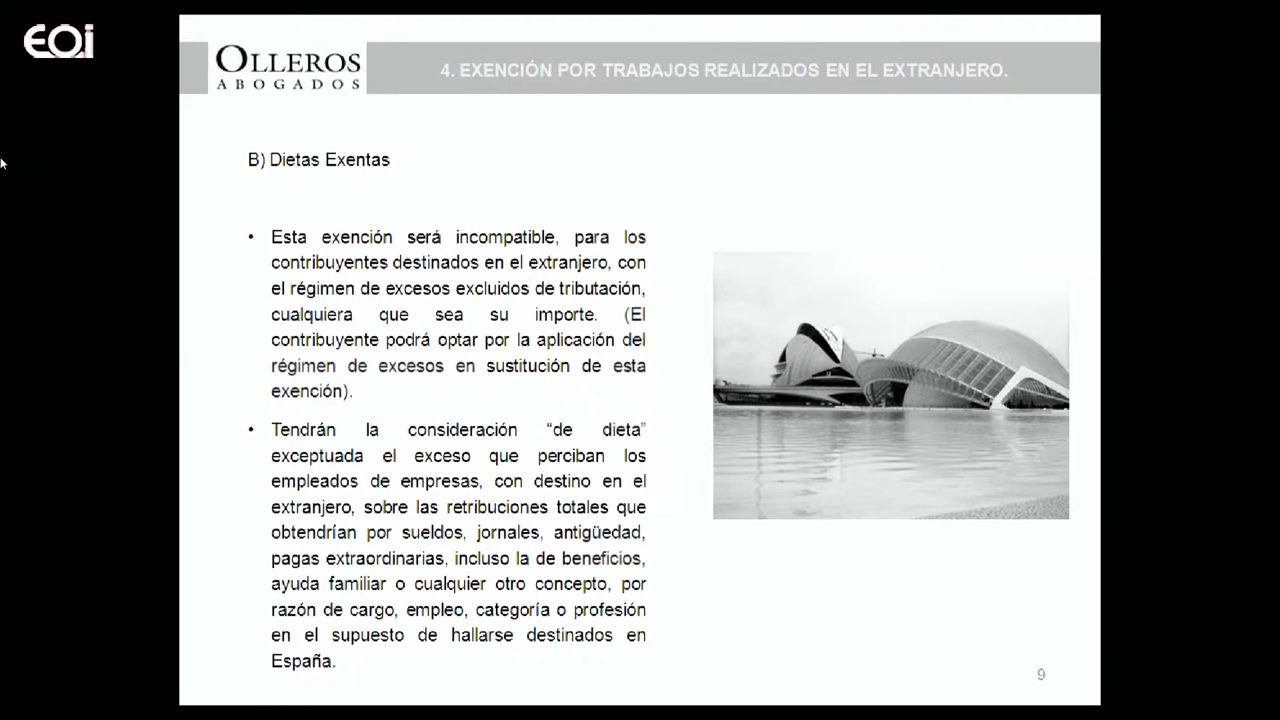 EOi
OLLEROS
ABOGADOS
4. EXENCIÓN POR TRABAJOS REALIZADOS EN EL EXTRANJERO.
B) Dietas Exentas
• Esta exención será incompatible, para los
contribuyentes destinados en el extranjero, con
el régimen de excesos excluidos de tributación,
cualquiera que sea su importe. (El
contribuyente podrá optar por la aplicación del
régimen de excesos en sustitución de esta
exención).
• Tendrán la consideración “de dieta”
exceptuada el exceso que perciban los
empleados de empresas, con destino en el
extranjero, sobre las retribuciones totales que
obtendrían por sueldos, jornales, antigüedad,
pagas extraordinarias, incluso la de beneficios,
ayuda familiar o cualquier otro concepto, por
razón de cargo, empleo, categoría o profesión
en el supuesto de hallarse destinados en
España.
9